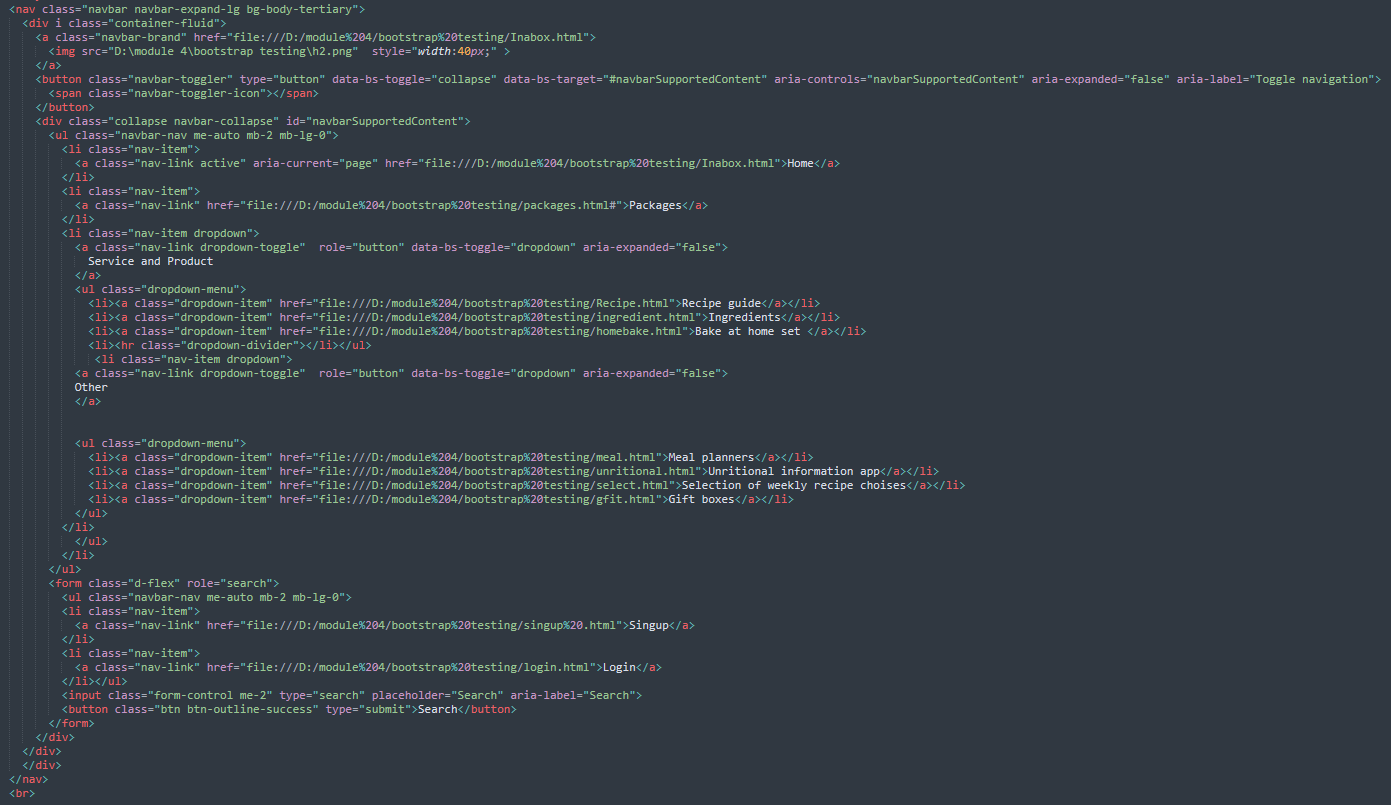 <nav class="navbar navbar-expand-lg bg-body-tertiary">
<div i class="container-fluid">
<a class="navbar-brand" href="file:///D:/module%204/bootstrap%20testing/Inabox.html">
<img src="D:\module 4\bootstrap testing\h2.png"  style="width:40px;" >
</a>
<button class="navbar-toggler" type="button" data-bs-toggle="collapse" data-bs-target="#navbarSupportedContent" aria-controls="navbarSupportedContent" aria-expanded="false" aria-label="Toggle navigation">
<span class="navbar-toggler-icon"></span>
</button>
<div class="collapse navbar-collapse" id="navbarSupportedContent">
<ul class="navbar-nav me-auto mb-2 mb-lg-0">
<li class="nav-item">
<a class="nav-link active" aria-current="page" href="file:///D:/module%204/bootstrap%20testing/Inabox.html">Home</a>
</li>
<li class="nav-item">
<a class="nav-link" href="file:///D:/module%204/bootstrap%20testing/packages.html#">Packages</a>
</li>
<li class="nav-item dropdown">
<a class="nav-link dropdown-toggle"  role="button" data-bs-toggle="dropdown" aria-expanded="false">
Service and Product
</a>
<ul class="dropdown-menu">
<li><a class="dropdown-item" href="file:///D:/module%204/bootstrap%20testing/Recipe.html">Recipe guide</a></li>
<li><a class="dropdown-item" href="file:///D:/module%204/bootstrap%20testing/ingredient.html">Ingredients</a></li>
<li><a class="dropdown-item" href="file:///D:/module%204/bootstrap%20testing/homebake.html">Bake at home set </a></li>
<li><hr class="dropdown-divider"></li></ul>
<li class="nav-item dropdown">
<a class="nav-link dropdown-toggle"  role="button" data-bs-toggle="dropdown" aria-expanded="false">
Other
</a>
<ul class="dropdown-menu">
<li><a class="dropdown-item" href="file:///D:/module%204/bootstrap%20testing/meal.html">Meal planners</a></li>
<li><a class="dropdown-item" href="file:///D:/module%204/bootstrap%20testing/unritional.html">Unritional information app</a></li>
<li><a class="dropdown-item" href="file:///D:/module%204/bootstrap%20testing/select.html">Selection of weekly recipe choises</a></li>
<li><a class="dropdown-item" href="file:///D:/module%204/bootstrap%20testing/gfit.html">Gift boxes</a></li>
</ul>
</li>
</ul>
</li>
</ul>
<form class="d-flex" role="search">
<ul class="navbar-nav me-auto mb-2 mb-lg-0">
<li class="nav-item">
<a class="nav-link" href="file:///D:/module%204/bootstrap%20testing/singup%20.html">Singup</a>
</li>
<li class="nav-item">
<a class="nav-link" href="file:///D:/module%204/bootstrap%20testing/login.html">Login</a>
</li></ul>
<input class="form-control me-2" type="search" placeholder="Search" aria-label="Search">
<button class="btn btn-outline-success" type="submit">Search</button>
</form>
</div>
</div>
</div>
</nav>
<br>